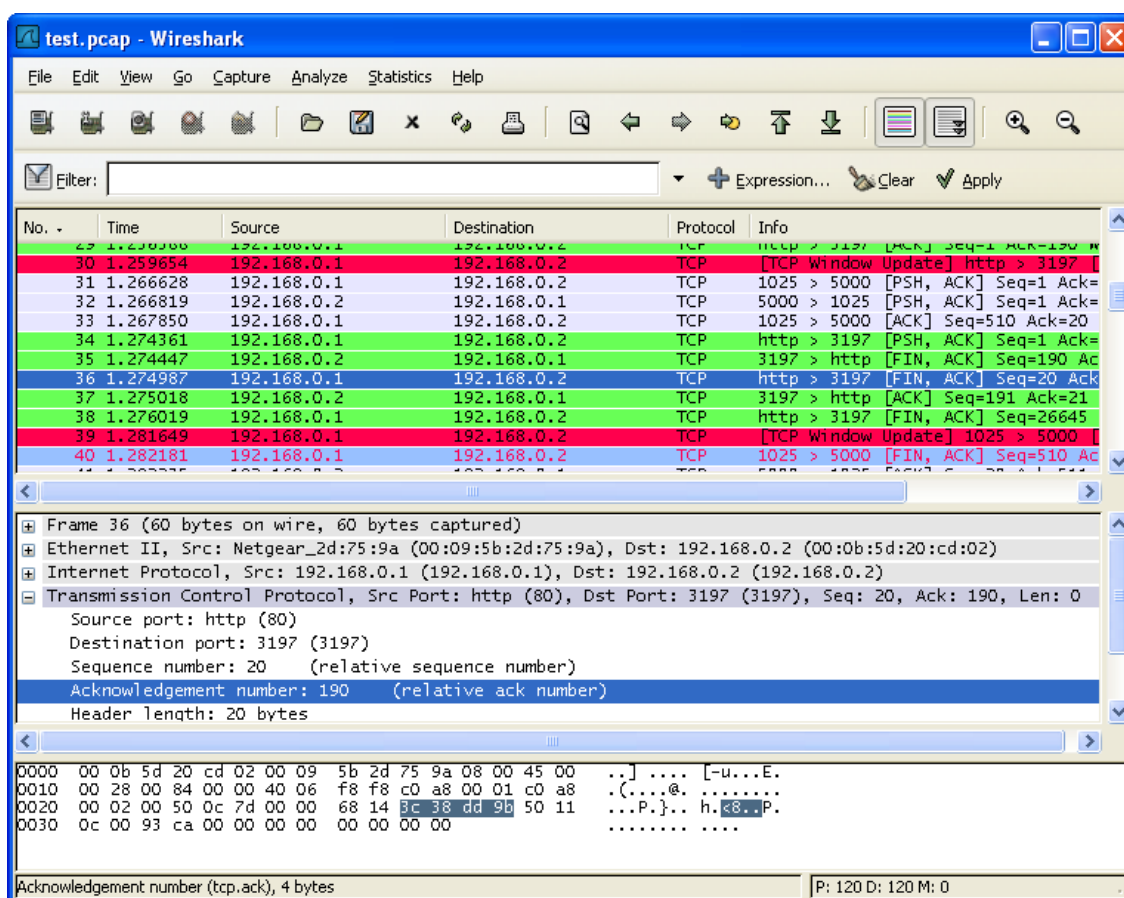 test.pcap - Wireshark
File Edit View Go Capture Analyze Statistics Help
Filter: Expression... Clear Apply
No. - Time Source Destination Protocol Info
29 1.256588 192.168.0.1 192.168.0.2 TCP http > 3197 [ACK] Seq=1 Ack=190 W
30 1.259654 192.168.0.1 192.168.0.2 TCP [TCP Window Update] http > 3197 [
31 1.266628 192.168.0.1 192.168.0.2 TCP 1025 > 5000 [PSH, ACK] Seq=1 Ack=
32 1.266819 192.168.0.2 192.168.0.1 TCP 5000 > 1025 [PSH, ACK] Seq=1 Ack=
33 1.267850 192.168.0.1 192.168.0.2 TCP 1025 > 5000 [ACK] Seq=510 Ack=20
34 1.274361 192.168.0.1 192.168.0.2 TCP http > 3197 [PSH, ACK] Seq=1 Ack=
35 1.274447 192.168.0.2 192.168.0.1 TCP 3197 > http [FIN, ACK] Seq=190 Ac
36 1.274987 192.168.0.1 192.168.0.2 TCP http > 3197 [FIN, ACK] Seq=20 Ack
37 1.275018 192.168.0.2 192.168.0.1 TCP 3197 > http [ACK] Seq=191 Ack=21
38 1.276019 192.168.0.1 192.168.0.2 TCP http > 3197 [FIN, ACK] Seq=26645
39 1.281649 192.168.0.1 192.168.0.2 TCP [TCP Window Update] 1025 > 5000 [
40 1.282181 192.168.0.1 192.168.0.2 TCP 1025 > 5000 [FIN, ACK] Seq=510 Ac
Frame 36 (60 bytes on wire, 60 bytes captured)
Ethernet II, Src: Netgear_2d:75:9a (00:09:5b:2d:75:9a), Dst: 192.168.0.2 (00:0b:5d:20:cd:02)
Internet Protocol, Src: 192.168.0.1 (192.168.0.1), Dst: 192.168.0.2 (192.168.0.2)
Transmission Control Protocol, Src Port: http (80), Dst Port: 3197 (3197), Seq: 20, Ack: 190, Len: 0
Source port: http (80)
Destination port: 3197 (3197)
Sequence number: 20 (relative sequence number)
Acknowledgement number: 190 (relative ack number)
Header length: 20 bytes
0000 00 0b 5d 20 cd 02 00 09 5b 2d 75 9a 08 00 45 00 ..] .... [-u...E.
0010 00 28 00 84 00 00 40 06 f8 f8 c0 a8 00 01 c0 a8 .(....@. ........
0020 00 02 00 50 0c 7d 00 00 68 14 3c 38 dd 9b 50 11 ...P.}.. h.<8..P.
0030 0c 00 93 ca 00 00 00 00 00 00 00 00 ........ ....
Acknowledgement number (tcp.ack), 4 bytes P: 120 D: 120 M: 0